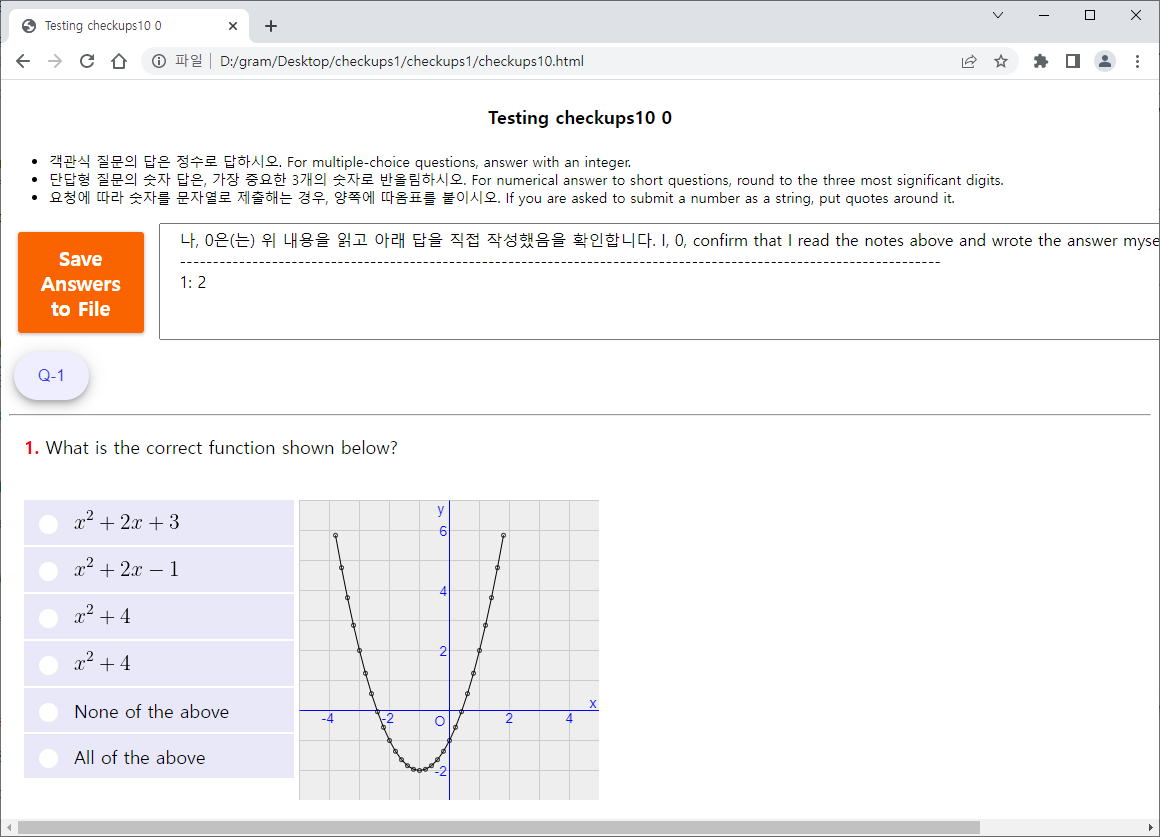 Testing checkups10 0
파일 | D:/gram/Desktop/checkups1/checkups1/checkups10.html
Testing checkups10 0
• 객관식 질문의 답은 정수로 답하시오. For multiple-choice questions, answer with an integer.
• 단답형 질문의 숫자 답은, 가장 중요한 3개의 숫자로 반올림하시오. For numerical answer to short questions, round to the three most significant digits.
• 요청에 따라 숫자를 문자열로 제출해는 경우, 양쪽에 따옴표를 붙이시오. If you are asked to submit a number as a string, put quotes around it.
Save
Answers
to File
나, 0은(는) 위 내용을 읽고 아래 답을 직접 작성했음을 확인합니다. I, 0, confirm that I read the notes above and wrote the answer myse
--------------------------------------------------------------------------------------------------------------------
1: 2
Q-1
1. What is the correct function shown below?
x² + 2x + 3
x² + 2x − 1
x² + 4
x² + 4
None of the above
All of the above
y
6
4
2
x
-4 -2 O 2 4
-2